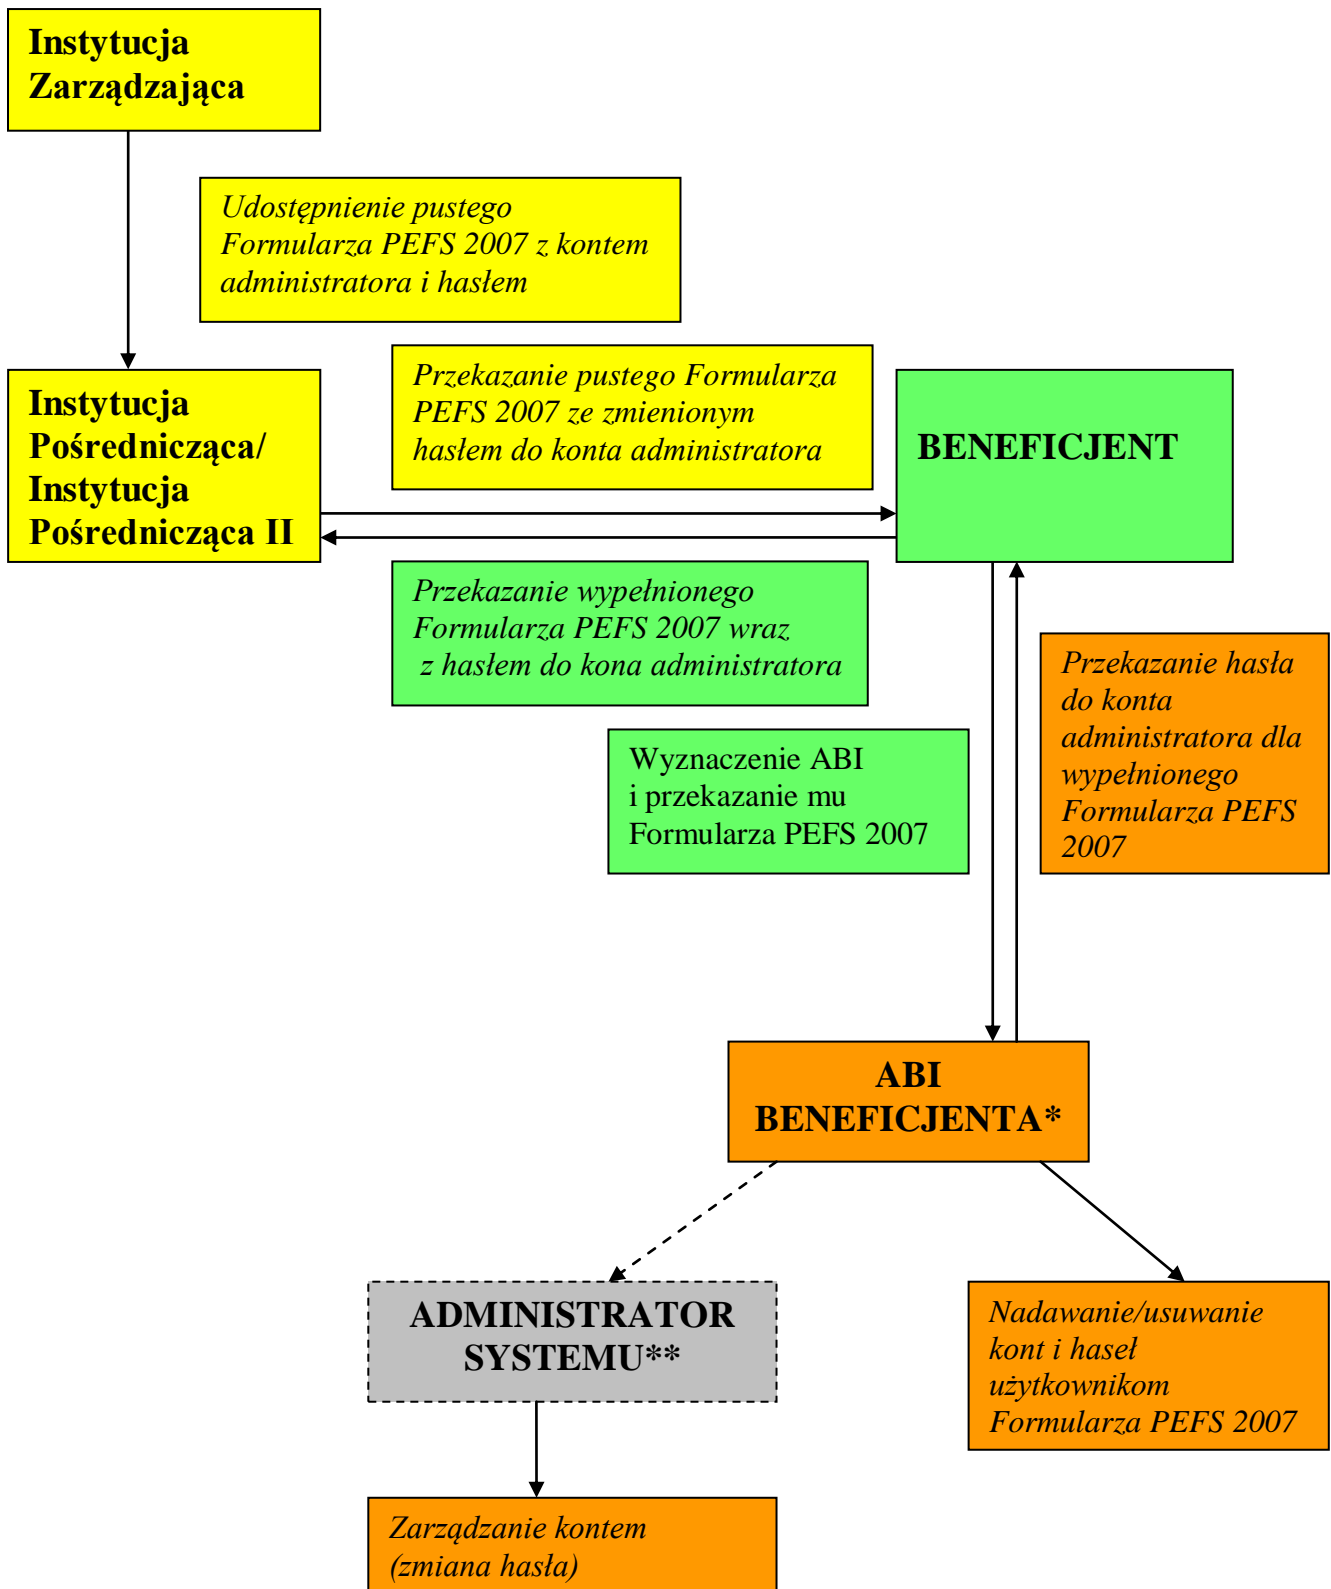 Instytucja
Zarządzająca
Udostępnienie pustego
Formularza PEFS 2007 z kontem
administratora i hasłem
Przekazanie pustego Formularza
PEFS 2007 ze zmienionym
hasłem do konta administratora
Instytucja
Pośrednicząca/
Instytucja
Pośrednicząca II
BENEFICJENT
Przekazanie wypełnionego
Formularza PEFS 2007 wraz
z hasłem do kona administratora
Przekazanie hasła
do konta
administratora dla
wypełnionego
Formularza PEFS
2007
Wyznaczenie ABI
i przekazanie mu
Formularza PEFS 2007
ABI
BENEFICJENTA*
ADMINISTRATOR
SYSTEMU**
Nadawanie/usuwanie
kont i haseł
użytkownikom
Formularza PEFS 2007
Zarządzanie kontem
(zmiana hasła)